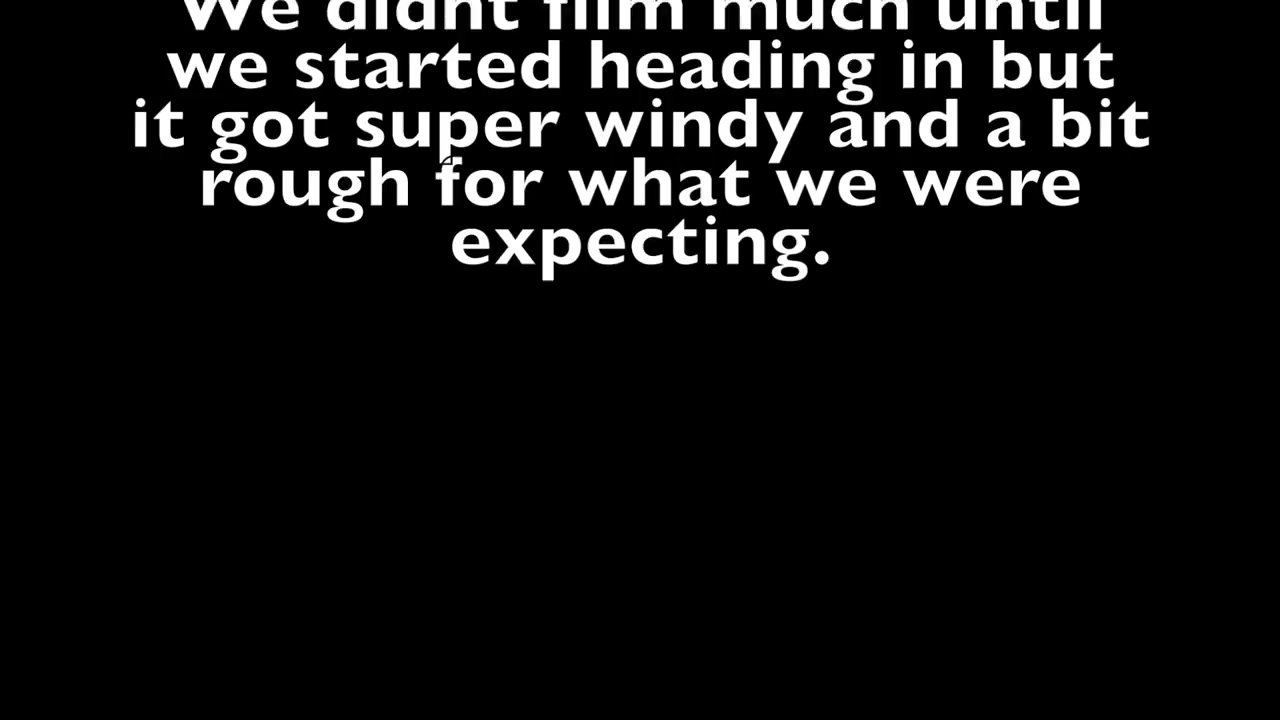 We didnt film much until
we started heading in but
it got super windy and a bit
rough for what we were
expecting.